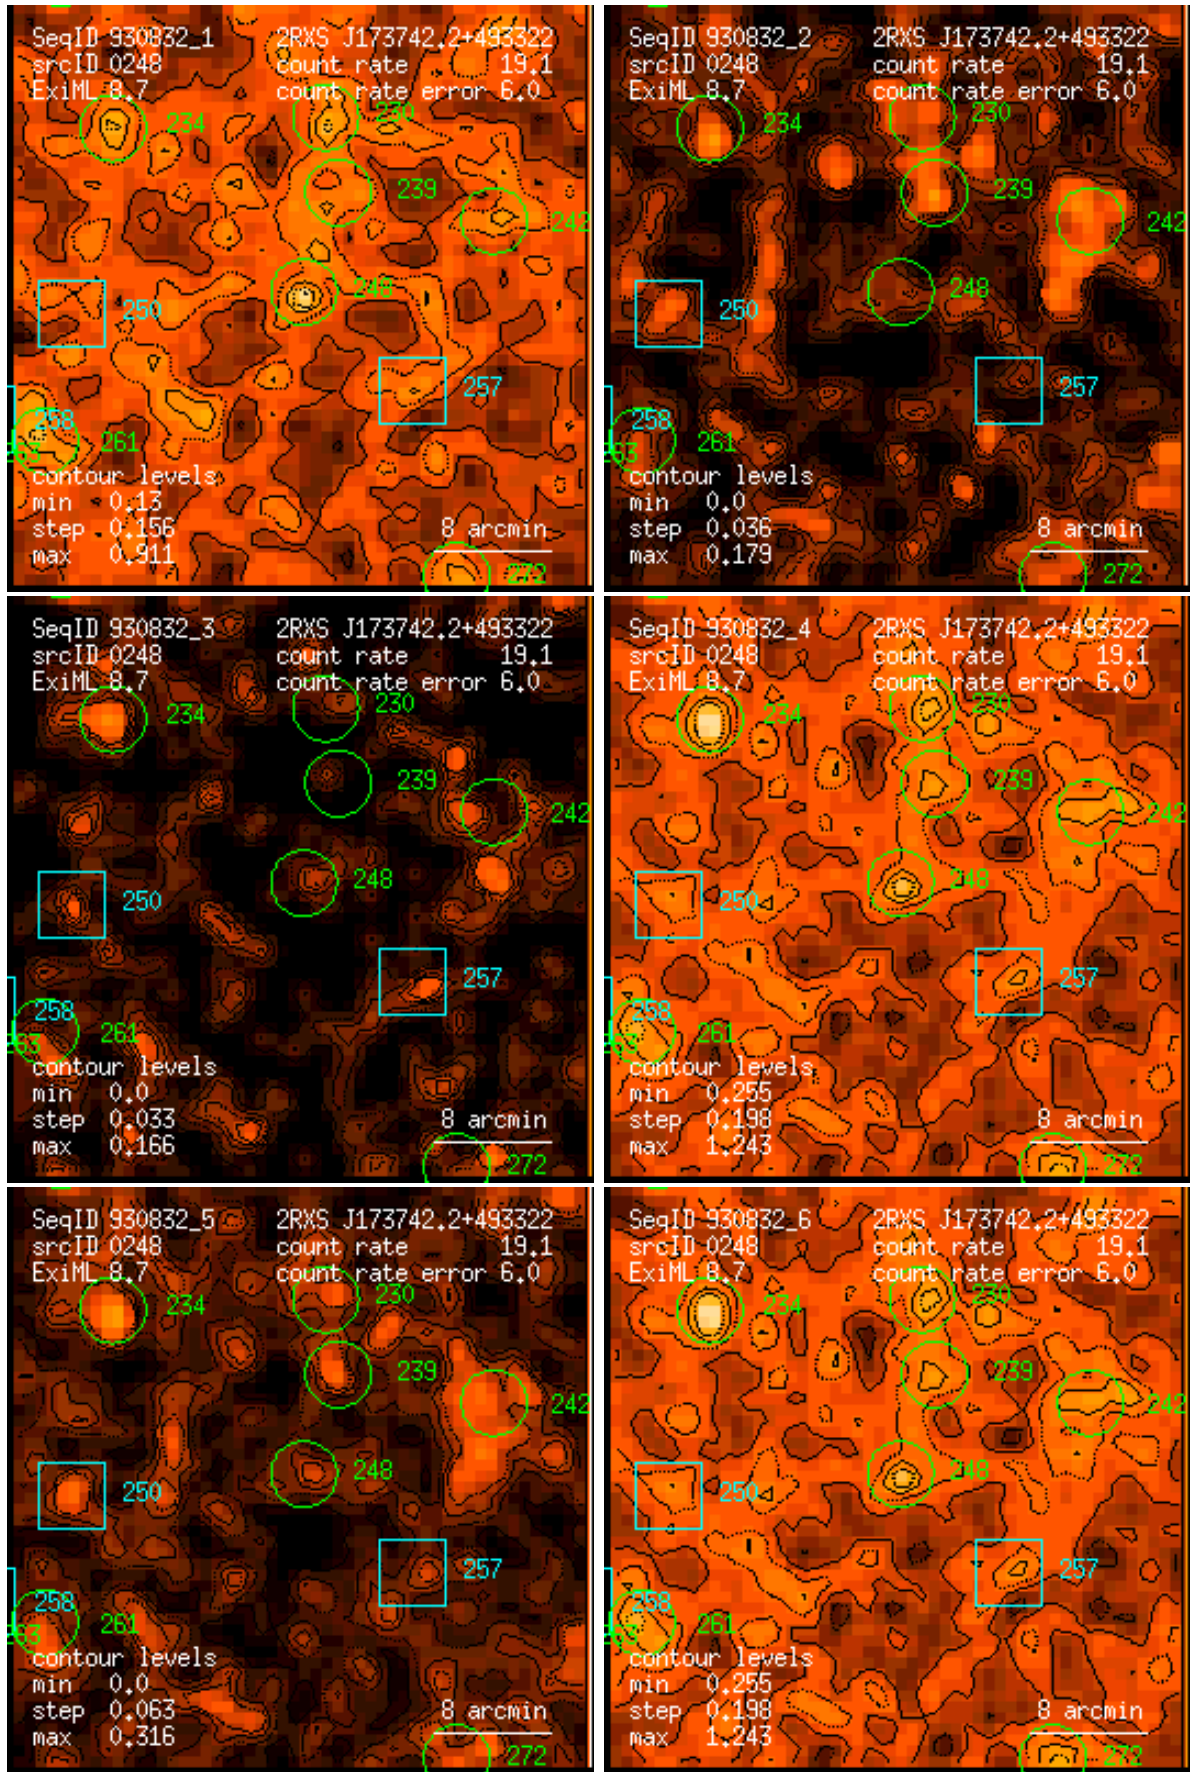 SeqID 930832_1 2RXS J173742.2+493322
srcID 0248 count rate 19.1
ExiML 8.7 count rate error 6.0
234 230
239
242
248
250
257
258
261
263
contour levels
min 0.13
step 0.156 8 arcmin
max 0.911
272
SeqID 930832_2 2RXS J173742.2+493322
srcID 0248 count rate 19.1
ExiML 8.7 count rate error 6.0
234 230
239
242
248
250
257
258
261
263
contour levels
min 0.0
step 0.036 8 arcmin
max 0.179
272
SeqID 930832_3 2RXS J173742.2+493322
srcID 0248 count rate 19.1
ExiML 8.7 count rate error 6.0
234 230
239
242
248
250
257
258
261
263
contour levels
min 0.0
step 0.033 8 arcmin
max 0.166
272
SeqID 930832_4 2RXS J173742.2+493322
srcID 0248 count rate 19.1
ExiML 8.7 count rate error 6.0
234 230
239
242
248
250
257
258
261
263
contour levels
min 0.255
step 0.198 8 arcmin
max 1.243
272
SeqID 930832_5 2RXS J173742.2+493322
srcID 0248 count rate 19.1
ExiML 8.7 count rate error 6.0
234 230
239
242
248
250
257
258
261
263
contour levels
min 0.0
step 0.063 8 arcmin
max 0.316
272
SeqID 930832_6 2RXS J173742.2+493322
srcID 0248 count rate 19.1
ExiML 8.7 count rate error 6.0
234 230
239
242
248
250
257
258
261
263
contour levels
min 0.255
step 0.198 8 arcmin
max 1.243
272